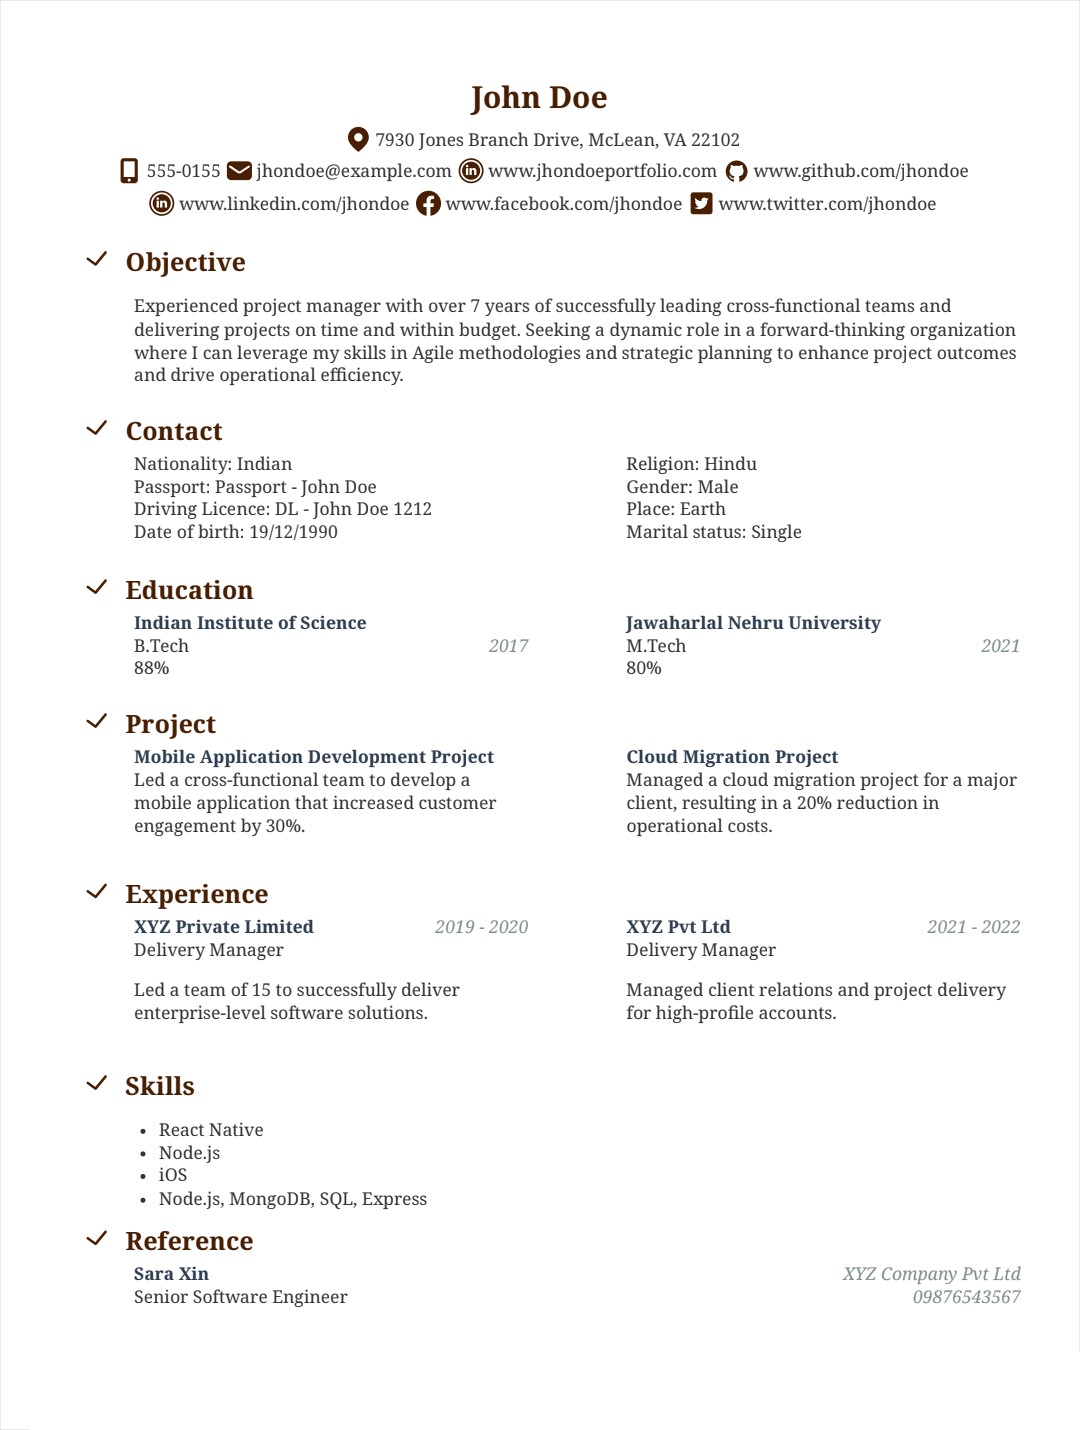 John Doe
7930 Jones Branch Drive, McLean, VA 22102
555-0155 jhondoe@example.com www.jhondoeportfolio.com www.github.com/jhondoe
www.linkedin.com/jhondoe www.facebook.com/jhondoe www.twitter.com/jhondoe
Objective
Experienced project manager with over 7 years of successfully leading cross-functional teams and
delivering projects on time and within budget. Seeking a dynamic role in a forward-thinking organization
where I can leverage my skills in Agile methodologies and strategic planning to enhance project outcomes
and drive operational efficiency.
Contact
Nationality: Indian
Passport: Passport - John Doe
Driving Licence: DL - John Doe 1212
Date of birth: 19/12/1990
Religion: Hindu
Gender: Male
Place: Earth
Marital status: Single
Education
Indian Institute of Science
B.Tech 2017
88%
Jawaharlal Nehru University
M.Tech 2021
80%
Project
Mobile Application Development Project
Led a cross-functional team to develop a
mobile application that increased customer
engagement by 30%.
Cloud Migration Project
Managed a cloud migration project for a major
client, resulting in a 20% reduction in
operational costs.
Experience
XYZ Private Limited 2019 - 2020
Delivery Manager
Led a team of 15 to successfully deliver
enterprise-level software solutions.
XYZ Pvt Ltd 2021 - 2022
Delivery Manager
Managed client relations and project delivery
for high-profile accounts.
Skills
• React Native
• Node.js
• iOS
• Node.js, MongoDB, SQL, Express
Reference
Sara Xin XYZ Company Pvt Ltd
Senior Software Engineer 09876543567